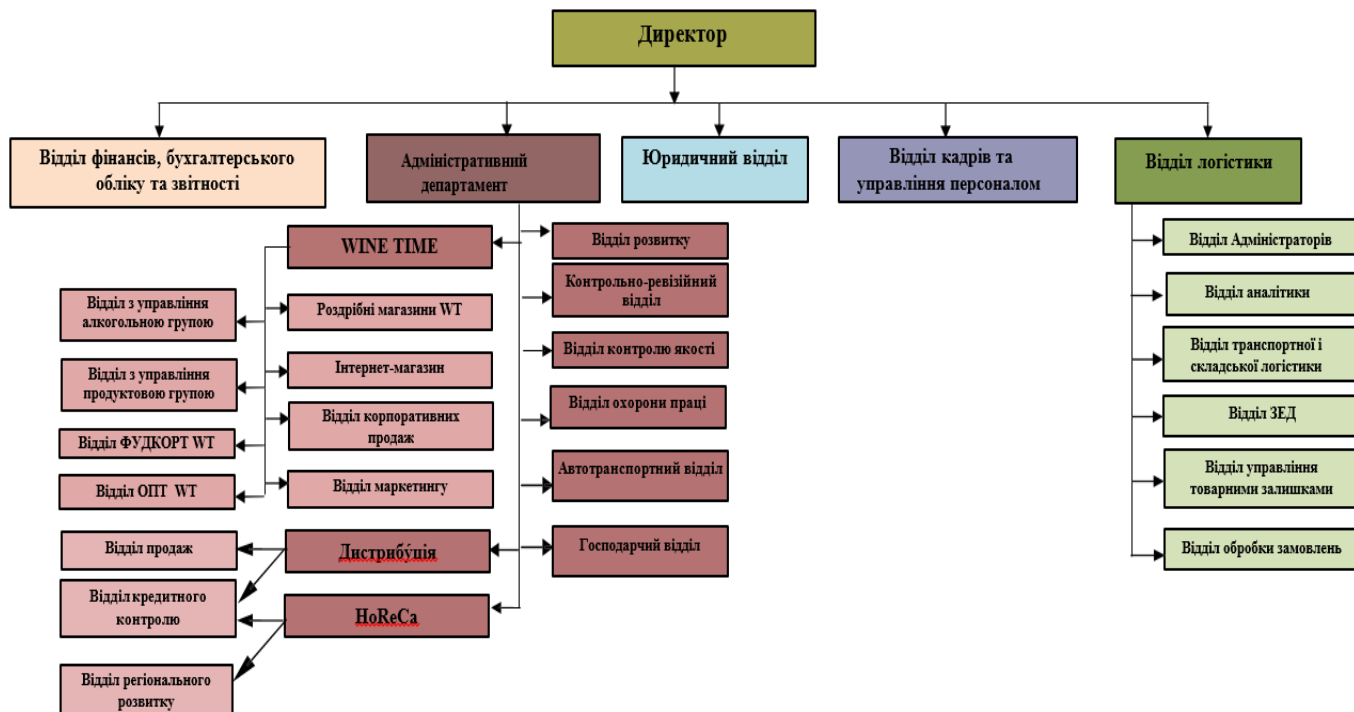 Директор
Відділ фінансів, бухгалтерського
обліку та звітності
Адміністративний
департамент
Юридичний відділ
Відділ кадрів та
управління персоналом
Відділ логістики
WINE TIME
Відділ з управління
алкогольною групою
Відділ з управління
продуктовою групою
Відділ ФУДКОРТ WT
Відділ ОПТ WT
Роздрібні магазини WT
Інтернет-магазин
Відділ корпоративних
продаж
Відділ маркетингу
Дистрибу́ція
HoReCa
Відділ продаж
Відділ кредитного
контролю
Відділ регіонального
розвитку
Відділ розвитку
Контрольно-ревізійний
відділ
Відділ контролю якості
Відділ охорони праці
Автотранспортний відділ
Господарчий відділ
Відділ Адміністраторів
Відділ аналітики
Відділ транспортної і
складської логістики
Відділ ЗЕД
Відділ управління
товарними залишками
Відділ обробки замовлень